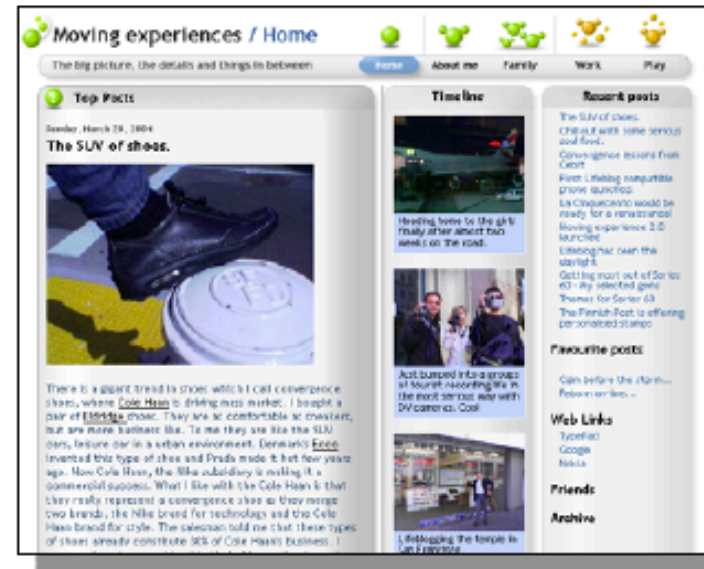 Moving experiences / Home
The big picture, the details and things in between
Home
About me
Family
Work
Play
Top Posts
Sunday, March 28, 2004
The SUV of shoes.
There is a gigant trend in shoes which I call convergence
shoes, where Cole Haan is driving mass market. I bought a
pair of Eldridge shoes. They are as comfortable as sneakers,
but are more business like. To me they are like the SUV
cars, leisure car in a urban environment. Denmark's Ecco
invented this type of shoe and Prada made it hot few years
ago. Now Cole Haan, the Nike subsidiary is making it a
commercial success. What I like with the Cole Haan is that
they really represent a convergence shoe as they merge
two brands, the Nike brand for technology and the Cole
Haan brand for style. The salesman told me that these types
of shoes already constitute 30% of Cole Haan's business. I
Timeline
Heading home to the girls
finally after almost two
weeks on the road.
Just bumped into a groups
of tourist recording life in
the most serious way with
DV cameras. Cool
Lifeblogging the temple in
San Francisco
Recent posts
The SUV of shoes.
Chill out with some serious
soul food.
Convergence lessons from
Cebit
First Lifeblog compatible
phone launched.
La Cinquecento would be
ready for a renaissance!
Moving experience 2.0
launched
Lifeblog has seen the
daylight
Getting most out of Series
60 - my selected gems
Themes for Series 60
The Finnish Post is offering
personalised stamps
Favourite posts
Calm before the storm...
Reborn on-line...
Web Links
TypePad
Google
Nokia
Friends
Archive